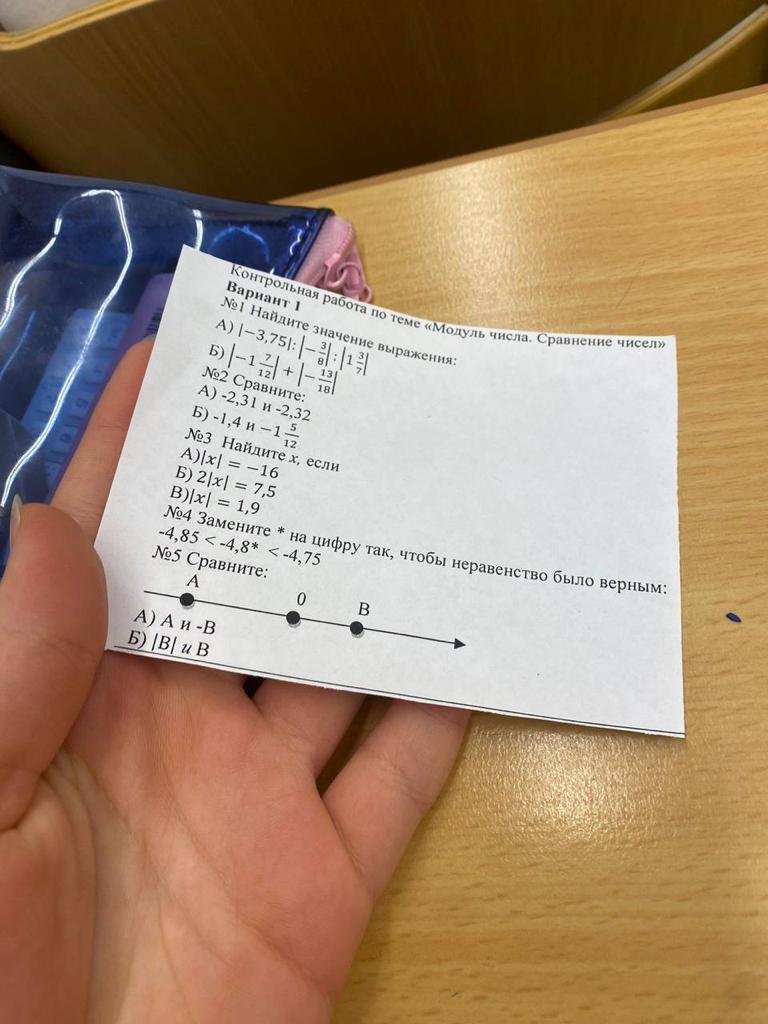 Контрольная работа по теме «Модуль числа. Сравнение чисел»
Вариант 1
№1 Найдите значение выражения:
А) |−3,75|: |−3/8| : |1 3/7|
Б) |−1 7/12| + |−13/18|
№2 Сравните:
А) -2,31 и -2,32
Б) -1,4 и −1 5/12
№3 Найдите x, если
А)|x| = −16
Б) 2|x| = 7,5
В)|x| = 1,9
№4 Замените * на цифру так, чтобы неравенство было верным:
-4,85 < -4,8* < -4,75
№5 Сравните:
А 0 В
А) А и -В
Б) |В| и В